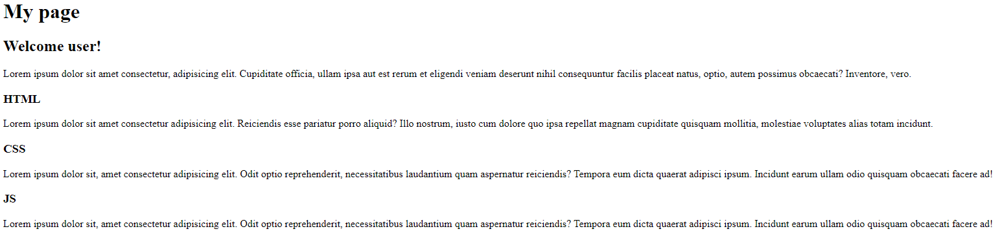 My page
Welcome user!
Lorem ipsum dolor sit amet consectetur, adipisicing elit. Cupiditate officia, ullam ipsa aut est rerum et eligendi veniam deserunt nihil consequuntur facilis placeat natus, optio, autem possimus obcaecati? Inventore, vero.
HTML
Lorem ipsum dolor sit amet consectetur adipisicing elit. Reiciendis esse pariatur porro aliquid? Illo nostrum, iusto cum dolore quo ipsa repellat magnam cupiditate quisquam mollitia, molestiae voluptates alias totam incidunt.
CSS
Lorem ipsum dolor sit, amet consectetur adipisicing elit. Odit optio reprehenderit, necessitatibus laudantium quam aspernatur reiciendis? Tempora eum dicta quaerat adipisci ipsum. Incidunt earum ullam odio quisquam obcaecati facere ad!
JS
Lorem ipsum dolor sit, amet consectetur adipisicing elit. Odit optio reprehenderit, necessitatibus laudantium quam aspernatur reiciendis? Tempora eum dicta quaerat adipisci ipsum. Incidunt earum ullam odio quisquam obcaecati facere ad!